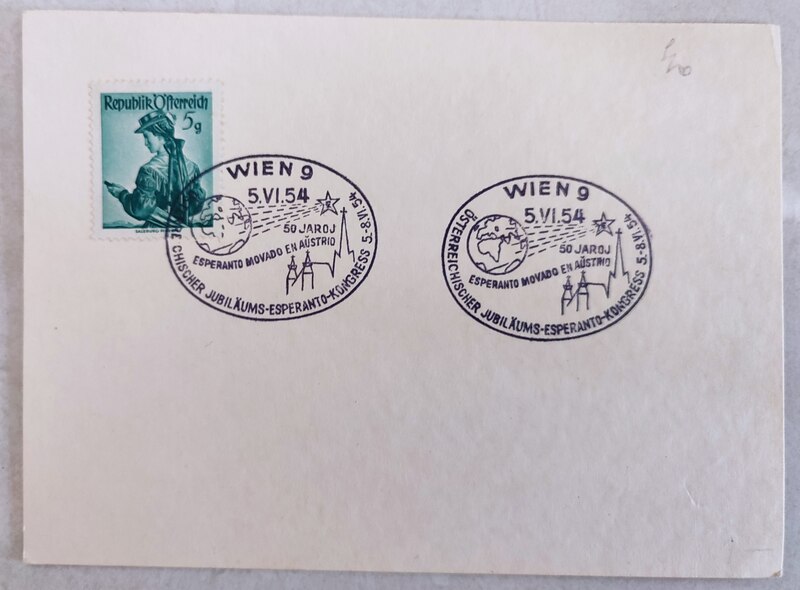 Republik Österreich
5g
SALZBURG
WIEN 9
5.VI.54
50 JAROJ
ESPERANTO MOVADO EN AŬSTRIO
CHISCHER JUBILÄUMS-ESPERANTO-KONGRESS 5.-8.VI.54
WIEN 9
5.VI.54
50 JAROJ
ESPERANTO MOVADO EN AŬSTRIO
ÖSTERREICHISCHER JUBILÄUMS-ESPERANTO-KONGRESS 5.-8.VI.54